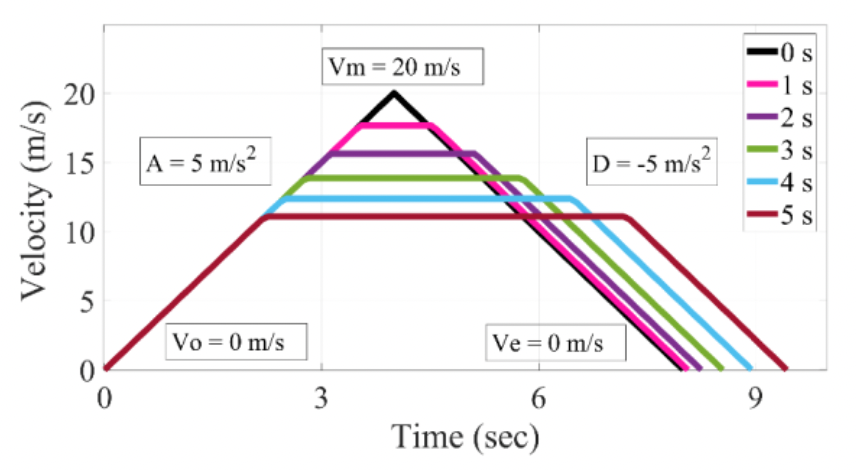 Vm = 20 m/s
A = 5 m/s²
D = -5 m/s²
Vo = 0 m/s
Ve = 0 m/s
0 s
1 s
2 s
3 s
4 s
5 s
Velocity (m/s)
20
15
10
5
0
0
3
6
9
Time (sec)